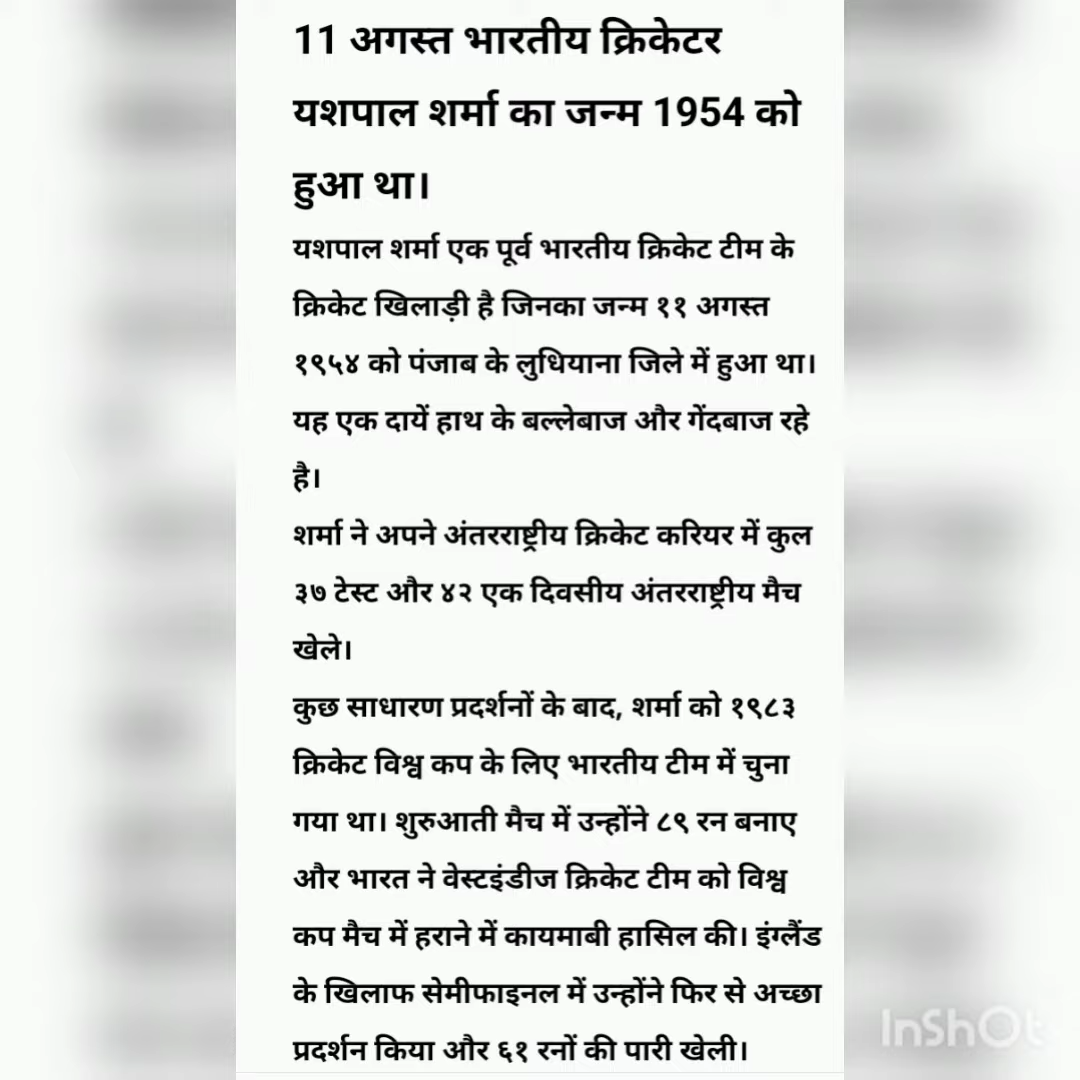 11 अगस्त भारतीय क्रिकेटर
यशपाल शर्मा का जन्म 1954 को
हुआ था।
यशपाल शर्मा एक पूर्व भारतीय क्रिकेट टीम के
क्रिकेट खिलाड़ी है जिनका जन्म ११ अगस्त
१९५४ को पंजाब के लुधियाना जिले में हुआ था।
यह एक दायें हाथ के बल्लेबाज और गेंदबाज रहे
है।
शर्मा ने अपने अंतरराष्ट्रीय क्रिकेट करियर में कुल
३७ टेस्ट और ४२ एक दिवसीय अंतरराष्ट्रीय मैच
खेले।
कुछ साधारण प्रदर्शनों के बाद, शर्मा को १९८३
क्रिकेट विश्व कप के लिए भारतीय टीम में चुना
गया था। शुरुआती मैच में उन्होंने ८९ रन बनाए
और भारत ने वेस्टइंडीज क्रिकेट टीम को विश्व
कप मैच में हराने में कायमाबी हासिल की। इंग्लैंड
के खिलाफ सेमीफाइनल में उन्होंने फिर से अच्छा
प्रदर्शन किया और ६१ रनों की पारी खेली।
InShOt